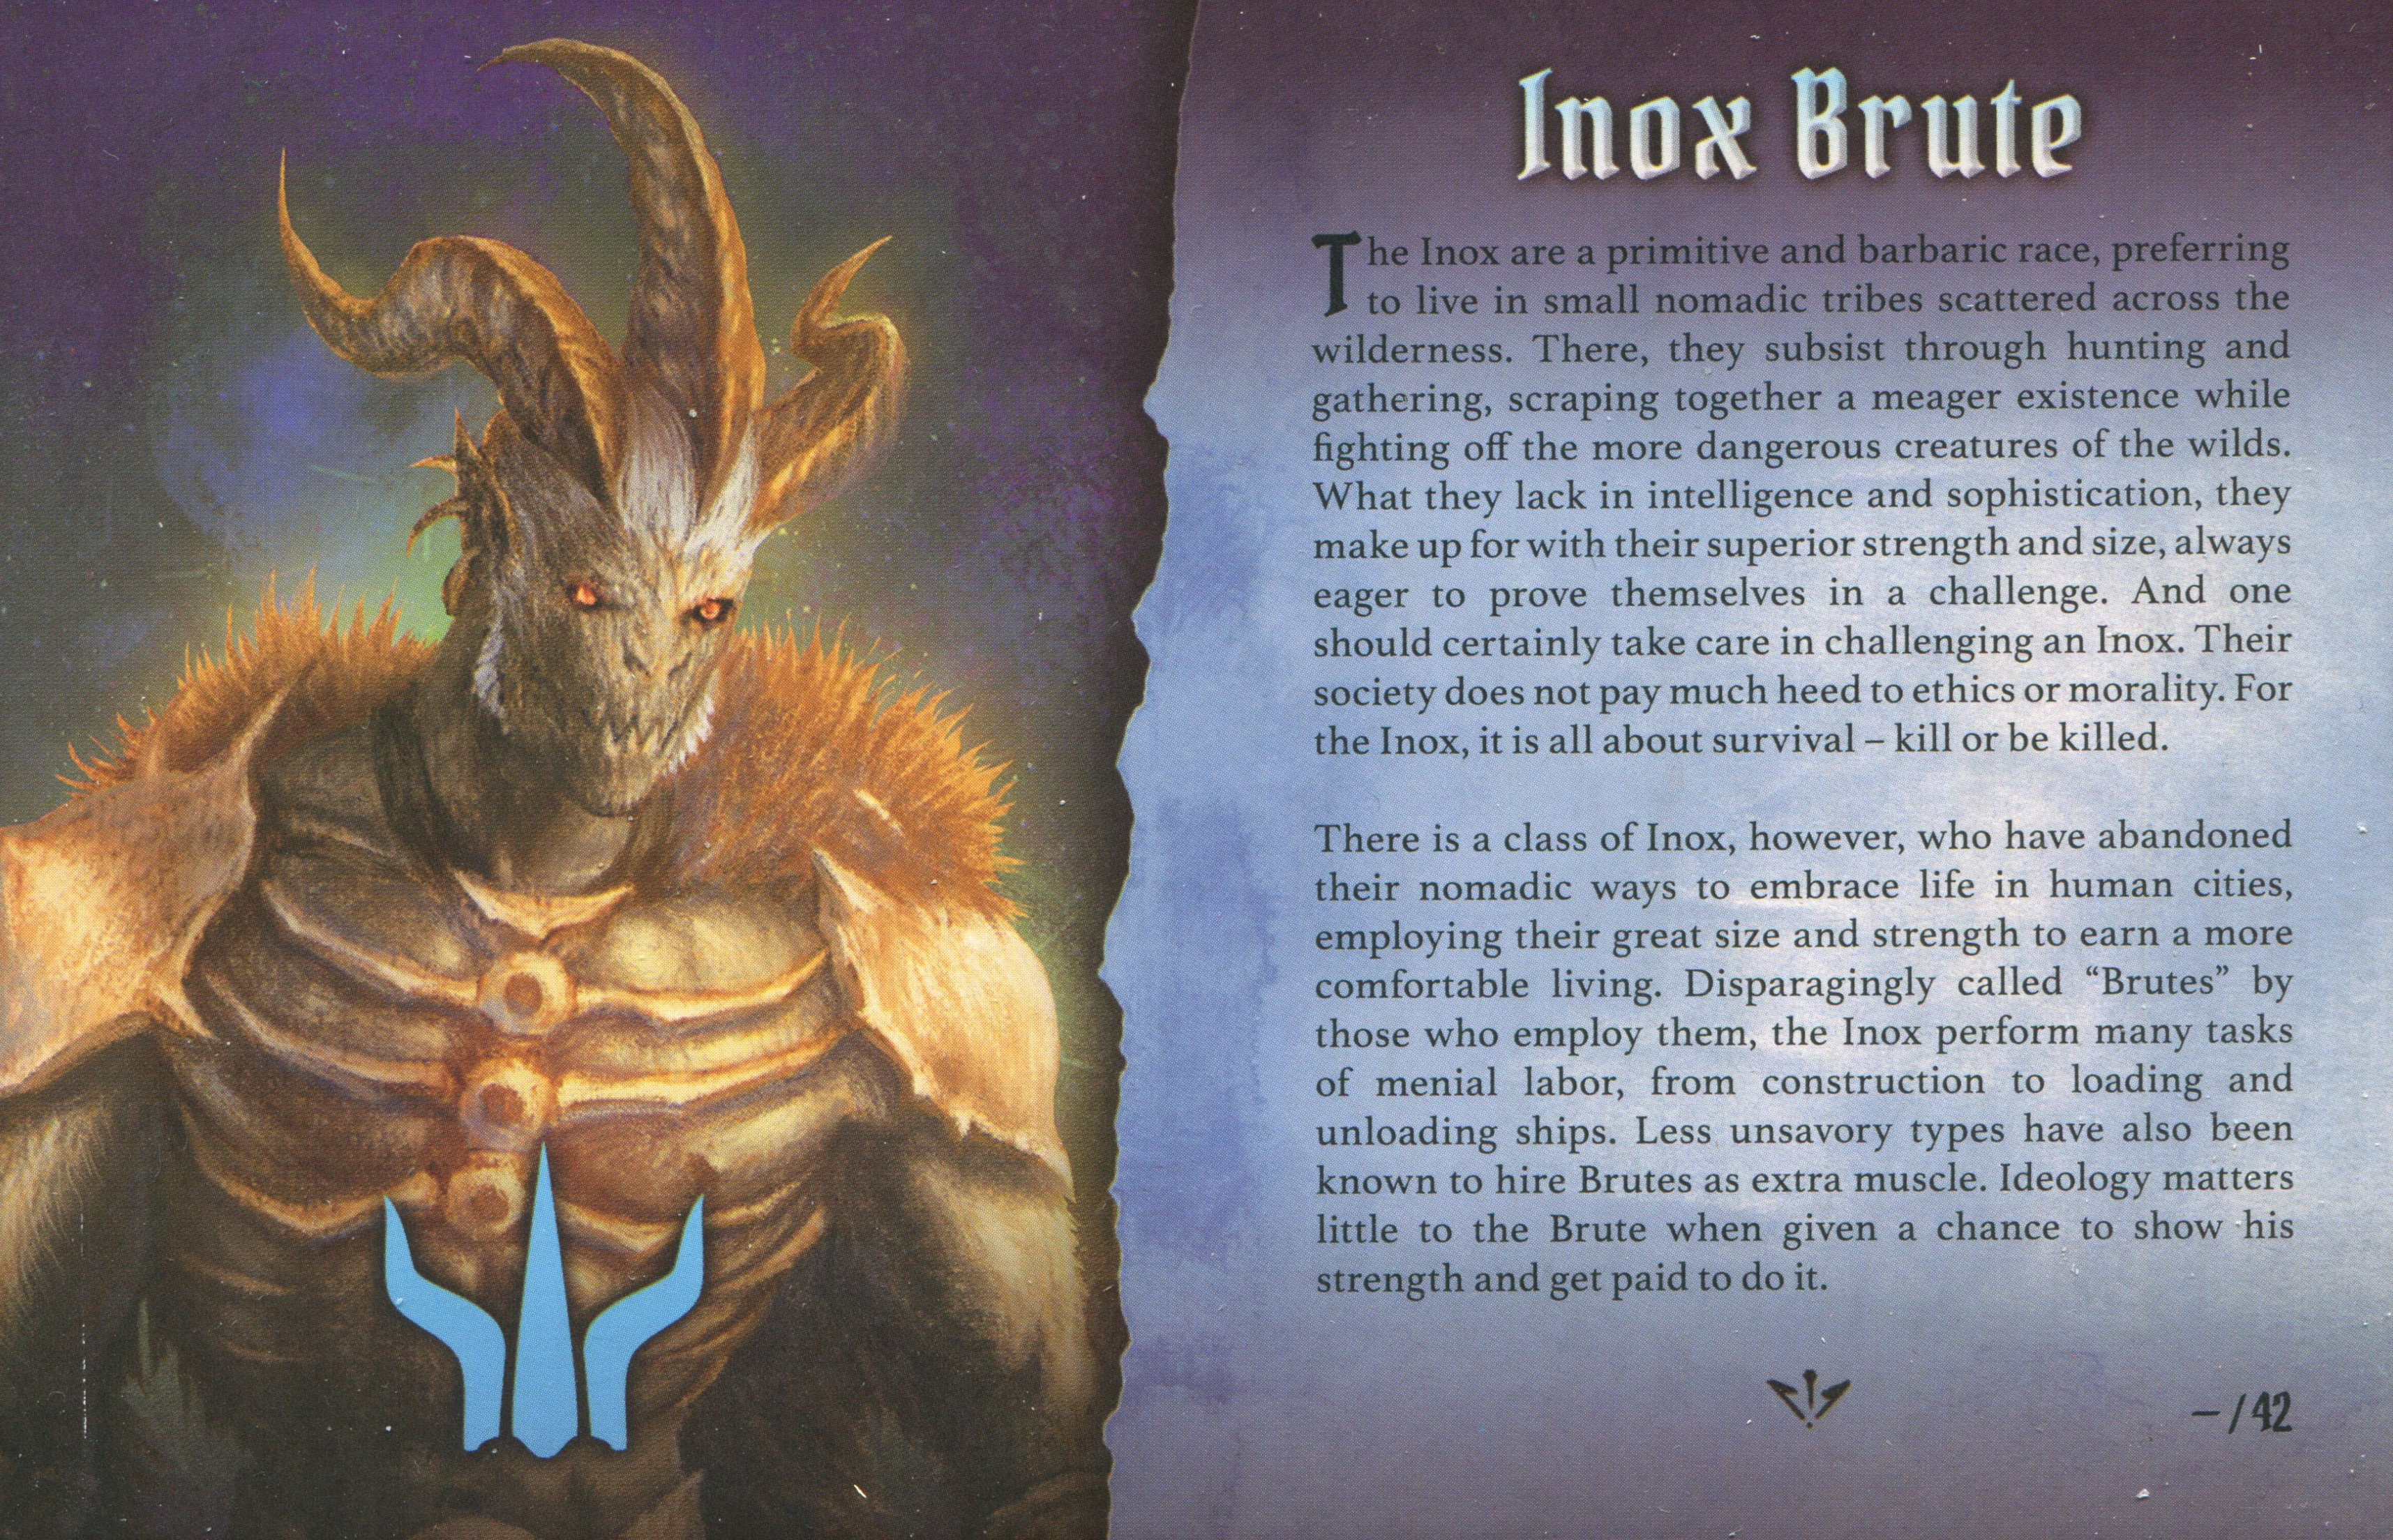 Inox Brute
The Inox are a primitive and barbaric race, preferring
to live in small nomadic tribes scattered across the
wilderness. There, they subsist through hunting and
gathering, scraping together a meager existence while
fighting off the more dangerous creatures of the wilds.
What they lack in intelligence and sophistication, they
make up for with their superior strength and size, always
eager to prove themselves in a challenge. And one
should certainly take care in challenging an Inox. Their
society does not pay much heed to ethics or morality. For
the Inox, it is all about survival – kill or be killed.
There is a class of Inox, however, who have abandoned
their nomadic ways to embrace life in human cities,
employing their great size and strength to earn a more
comfortable living. Disparagingly called “Brutes” by
those who employ them, the Inox perform many tasks
of menial labor, from construction to loading and
unloading ships. Less unsavory types have also been
known to hire Brutes as extra muscle. Ideology matters
little to the Brute when given a chance to show his
strength and get paid to do it.
–/42